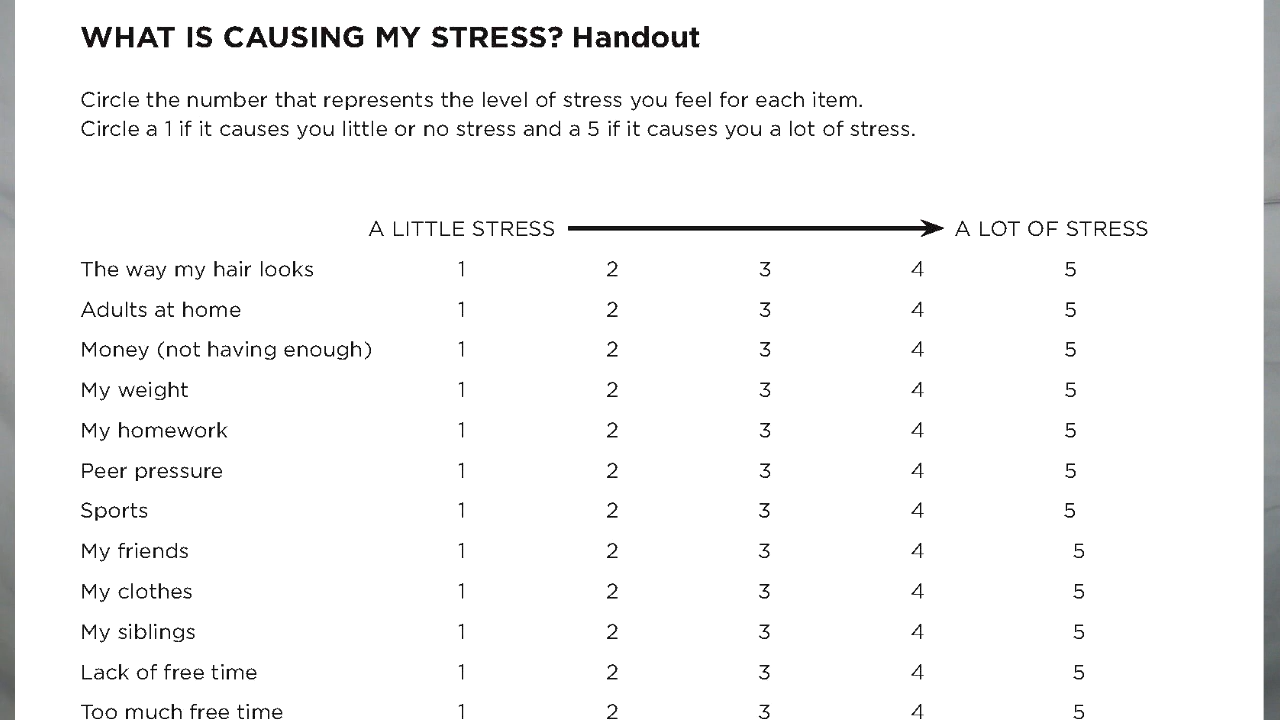 WHAT IS CAUSING MY STRESS? Handout
Circle the number that represents the level of stress you feel for each item.
Circle a 1 if it causes you little or no stress and a 5 if it causes you a lot of stress.
A LITTLE STRESS A LOT OF STRESS
The way my hair looks 1 2 3 4 5
Adults at home 1 2 3 4 5
Money (not having enough) 1 2 3 4 5
My weight 1 2 3 4 5
My homework 1 2 3 4 5
Peer pressure 1 2 3 4 5
Sports 1 2 3 4 5
My friends 1 2 3 4 5
My clothes 1 2 3 4 5
My siblings 1 2 3 4 5
Lack of free time 1 2 3 4 5
Too much free time 1 2 3 4 5